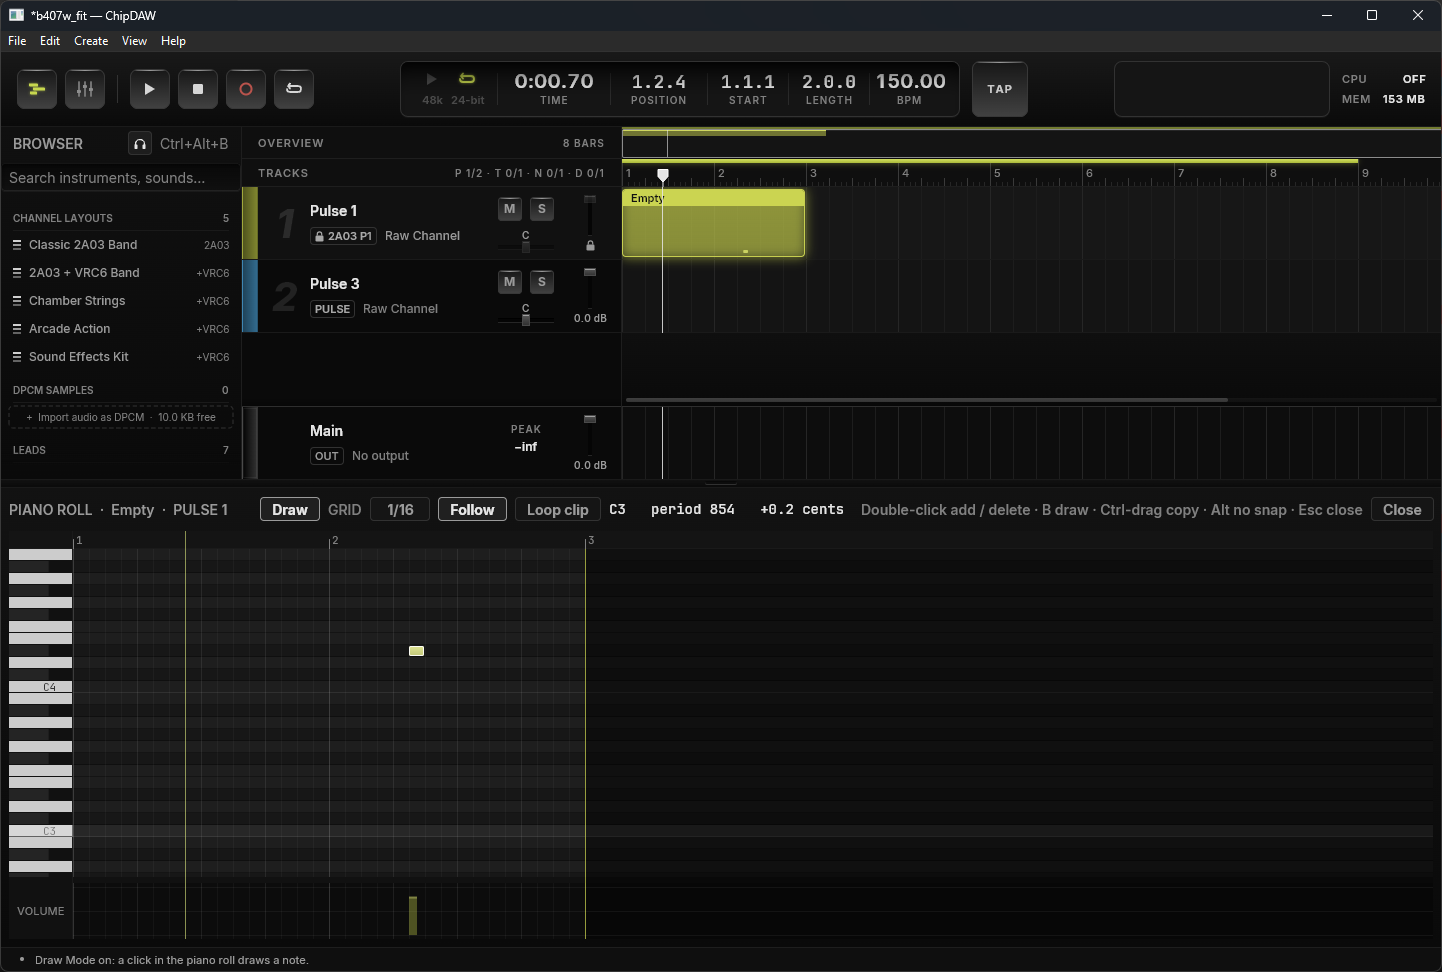 *b407w_fit — ChipDAW
File Edit Create View Help
48k 24-bit
0:00.70 TIME
1.2.4 POSITION
1.1.1 START
2.0.0 LENGTH
150.00 BPM
TAP
CPU OFF
MEM 153 MB
BROWSER Ctrl+Alt+B
Search instruments, sounds...
CHANNEL LAYOUTS 5
Classic 2A03 Band 2A03
2A03 + VRC6 Band +VRC6
Chamber Strings +VRC6
Arcade Action +VRC6
Sound Effects Kit +VRC6
DPCM SAMPLES 0
+ Import audio as DPCM · 10.0 KB free
LEADS 7
OVERVIEW 8 BARS
TRACKS P 1/2 · T 0/1 · N 0/1 · D 0/1
1 2 3 4 5 6 7 8 9
1 Pulse 1 M S
2A03 P1 Raw Channel C
Empty
2 Pulse 3 M S
PULSE Raw Channel C 0.0 dB
Main PEAK
OUT No output -inf 0.0 dB
PIANO ROLL · Empty · PULSE 1 Draw GRID 1/16 Follow Loop clip C3 period 854 +0.2 cents Double-click add / delete · B draw · Ctrl-drag copy · Alt no snap · Esc close Close
1 2 3
C4
C3
VOLUME
• Draw Mode on: a click in the piano roll draws a note.